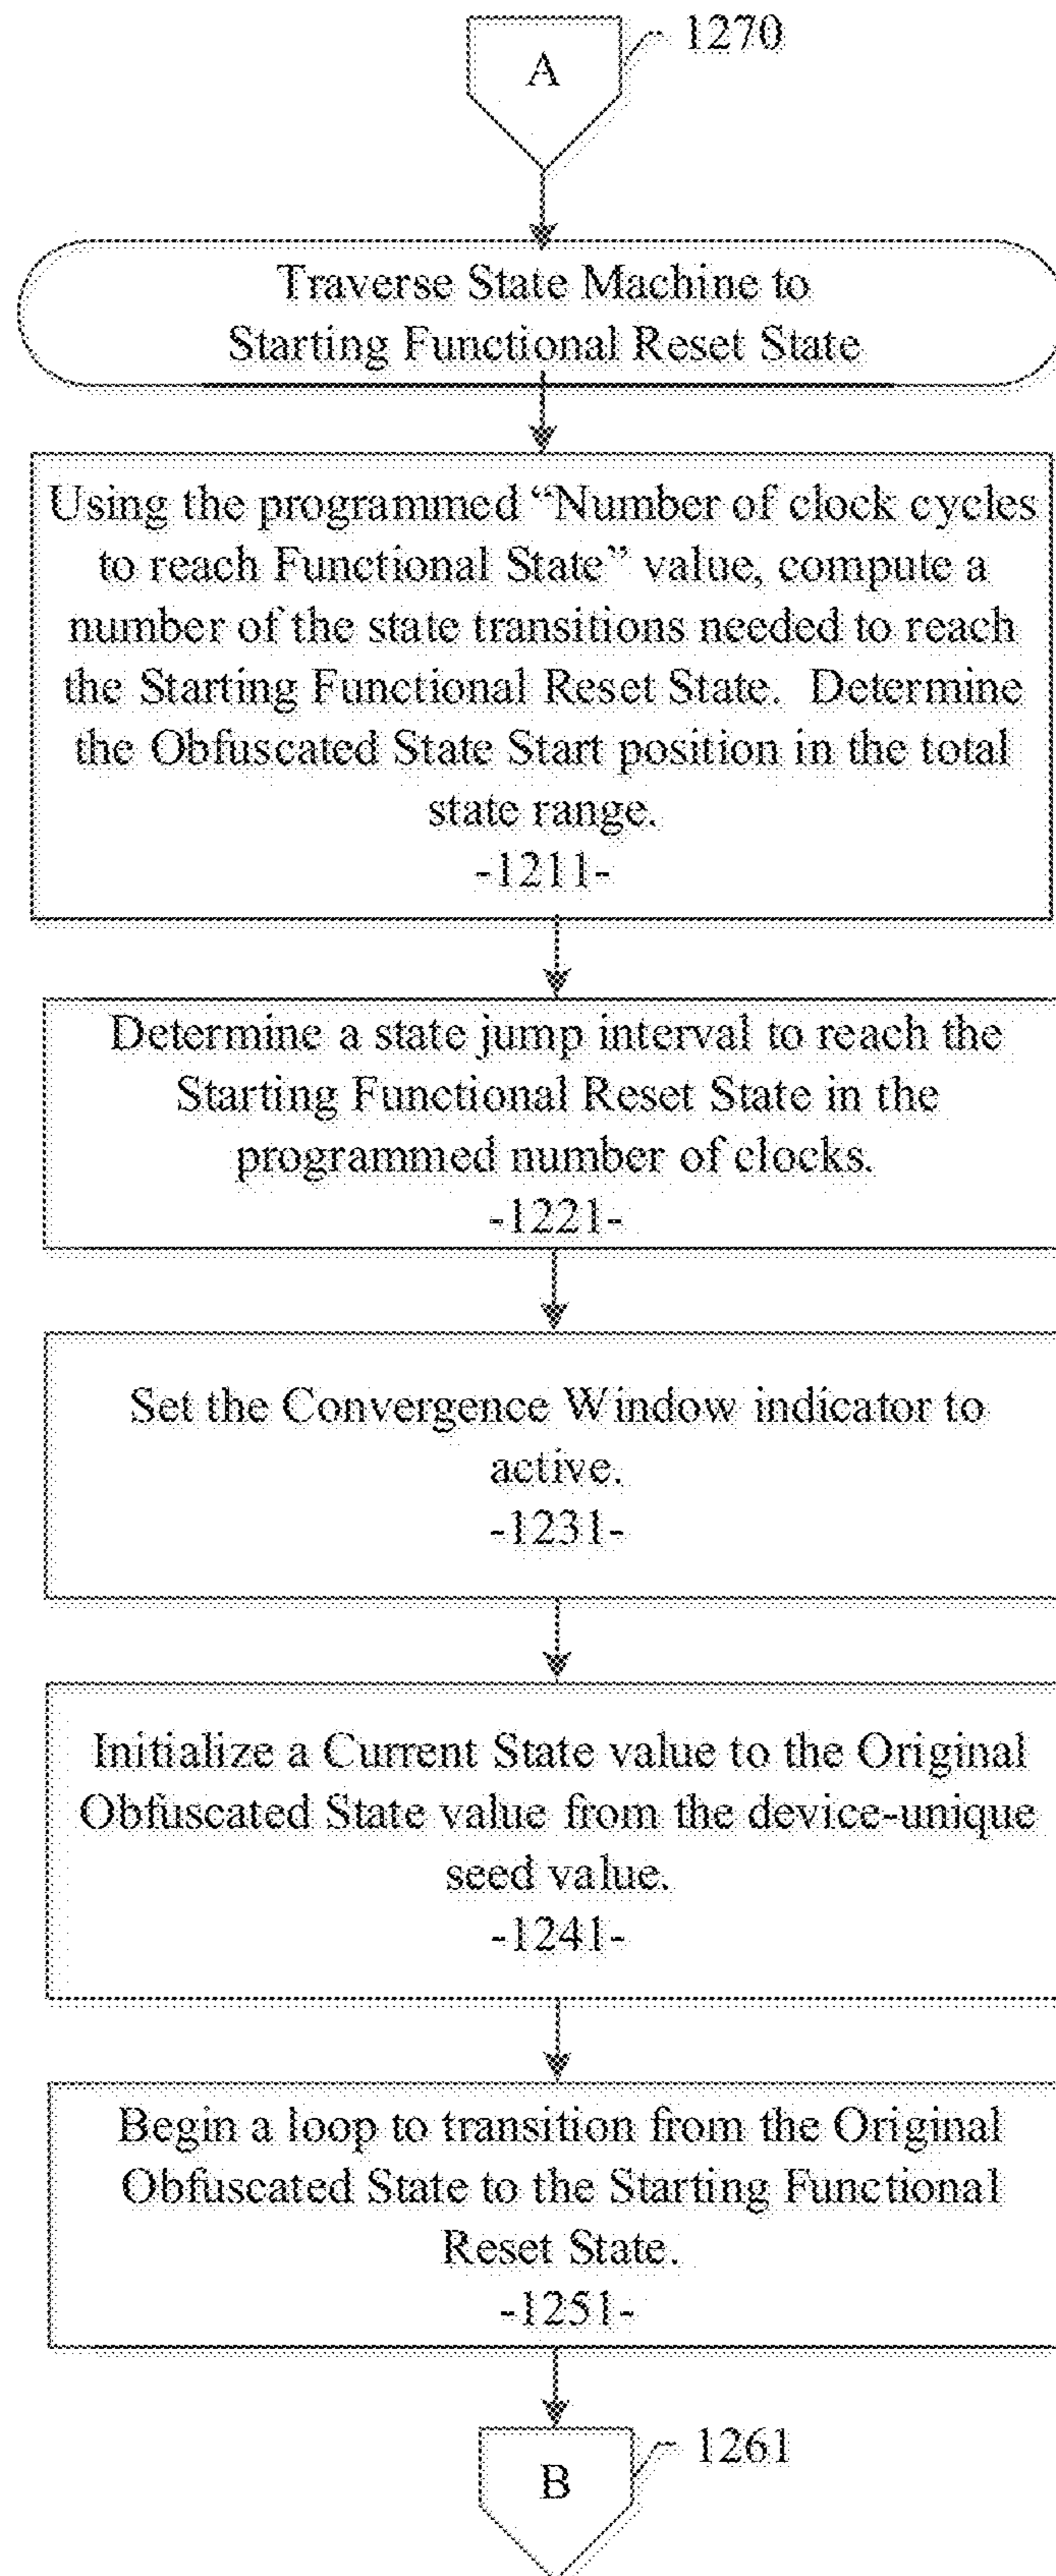 A
1270
Traverse State Machine to
Starting Functional Reset State
Using the programmed “Number of clock cycles
to reach Functional State” value, compute a
number of the state transitions needed to reach
the Starting Functional Reset State. Determine
the Obfuscated State Start position in the total
state range.
-1211-
Determine a state jump interval to reach the
Starting Functional Reset State in the
programmed number of clocks.
-1221-
Set the Convergence Window indicator to
active.
-1231-
Initialize a Current State value to the Original
Obfuscated State value from the device-unique
seed value.
-1241-
Begin a loop to transition from the Original
Obfuscated State to the Starting Functional
Reset State.
-1251-
1261
B